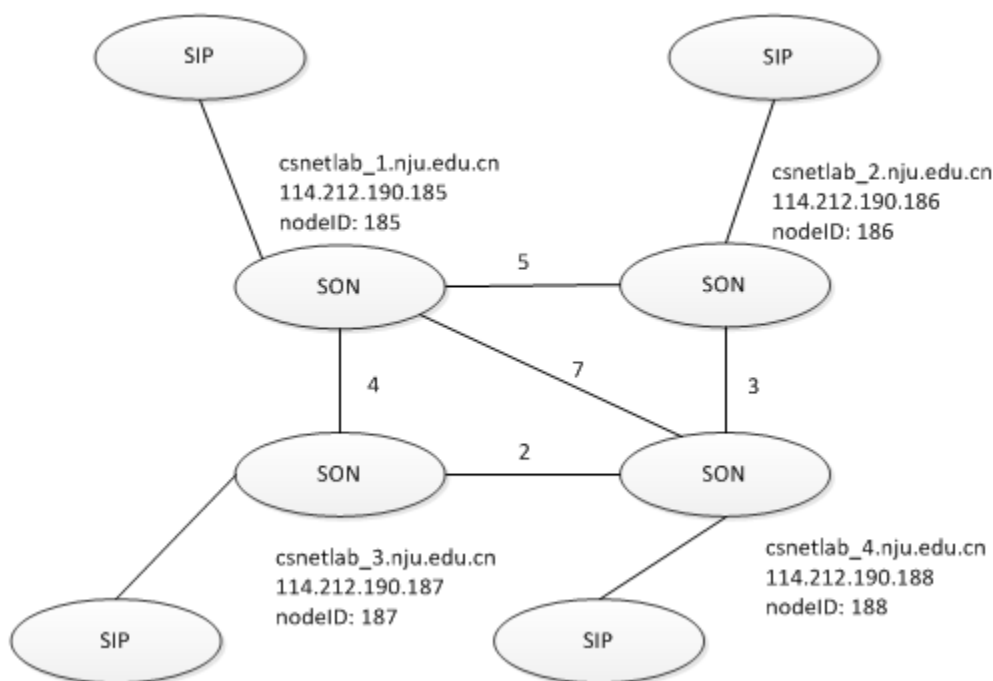 SIP
SIP
csnetlab_1.nju.edu.cn
114.212.190.185
nodeID: 185
csnetlab_2.nju.edu.cn
114.212.190.186
nodeID: 186
SON
5
SON
4
7
3
SON
2
SON
csnetlab_3.nju.edu.cn
114.212.190.187
nodeID: 187
csnetlab_4.nju.edu.cn
114.212.190.188
nodeID: 188
SIP
SIP